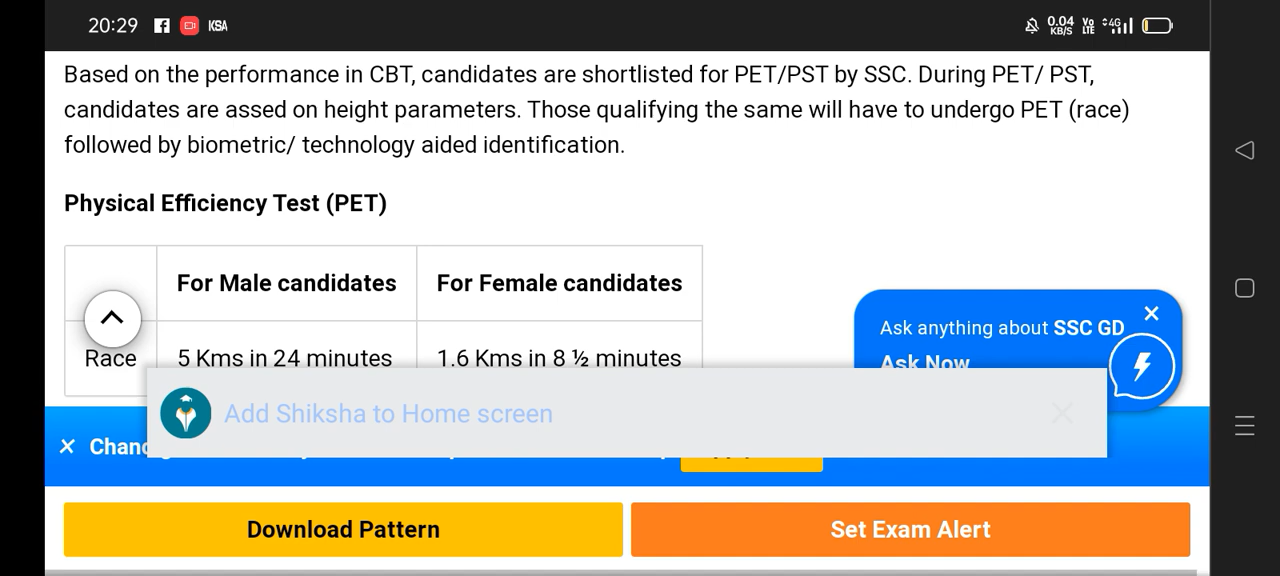 20:29 KSA 0.04 KB/S Vo LTE 4G
Based on the performance in CBT, candidates are shortlisted for PET/PST by SSC. During PET/ PST,
candidates are assed on height parameters. Those qualifying the same will have to undergo PET (race)
followed by biometric/ technology aided identification.
Physical Efficiency Test (PET)
For Male candidates For Female candidates
Race 5 Kms in 24 minutes 1.6 Kms in 8 ½ minutes
Ask anything about SSC GD
Ask Now
Add Shiksha to Home screen
Download Pattern Set Exam Alert